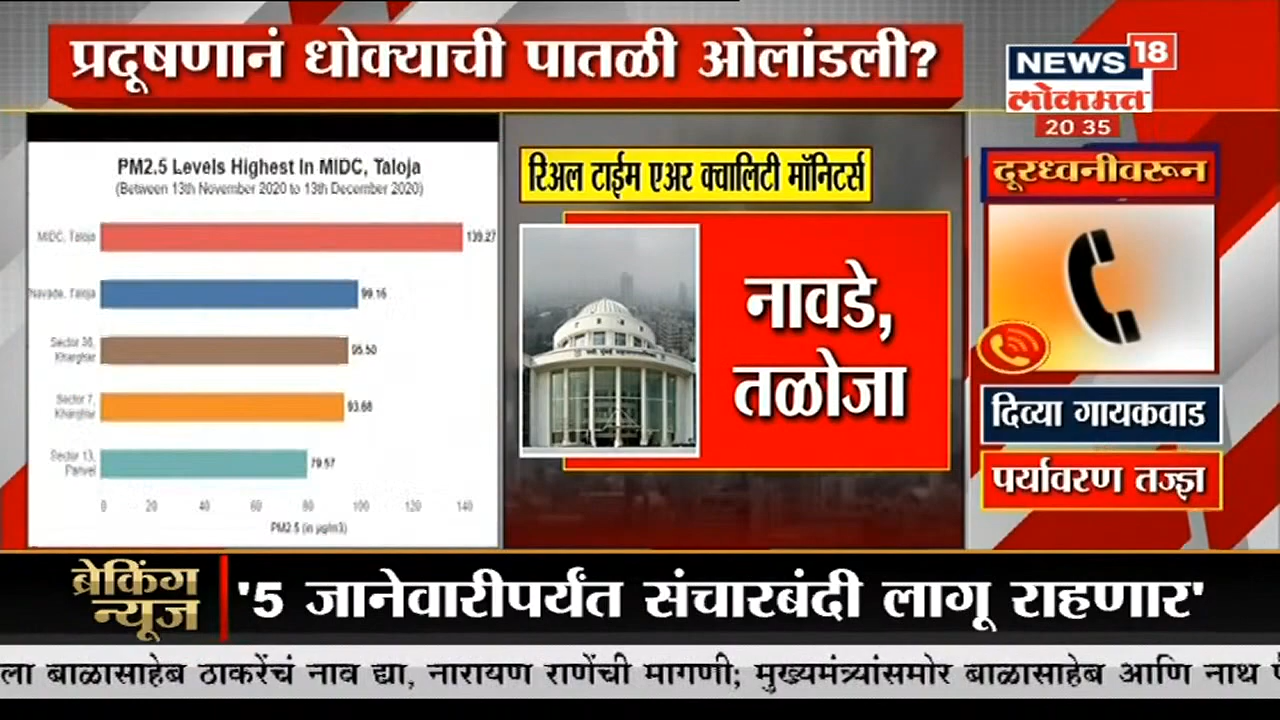 प्रदूषणानं धोक्याची पातळी ओलांडली?
NEWS 18
लोकमत
20 35
PM2.5 Levels Highest In MIDC, Taloja
(Between 13th November 2020 to 13th December 2020)
MIDC, Taloja
139.27
Navade, Taloja
99.16
Sector 36,
Kharghar
95.50
Sector 7,
Kharghar
93.68
Sector 13,
Panvel
79.57
0 20 40 60 80 100 120 140
PM2.5 (in µg/m3)
रिअल टाईम एअर क्वालिटी मॉनिटर्स
नावडे,
तळोजा
दूरध्वनीवरून
दिव्या गायकवाड
पर्यावरण तज्ज्ञ
ब्रेकिंग
न्यूज
'5 जानेवारीपर्यंत संचारबंदी लागू राहणार'
ला बाळासाहेब ठाकरेंचं नाव द्या, नारायण राणेंची मागणी; मुख्यमंत्र्यांसमोर बाळासाहेब आणि नाथ